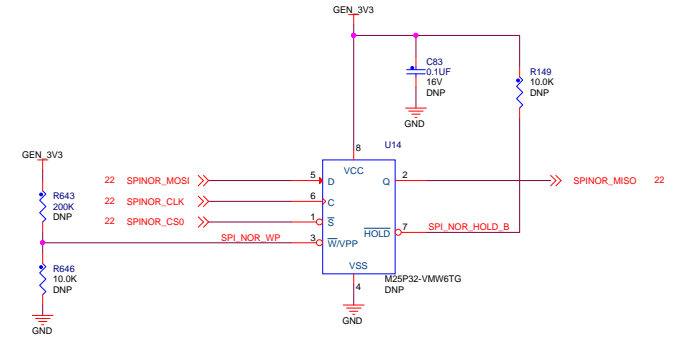 GEN_3V3
C83
0.1UF
16V
DNP
GND
R149
10.0K
DNP
GEN_3V3
R643
200K
DNP
R646
10.0K
DNP
GND
22 SPINOR_MOSI
22 SPINOR_CLK
22 SPINOR_CS0
SPI_NOR_WP
8 U14
VCC
5 D Q 2
6 C
1 S
3 W/VPP HOLD 7
VSS
4
M25P32-VMW6TG
DNP
GND
SPINOR_MISO 22
SPI_NOR_HOLD_B